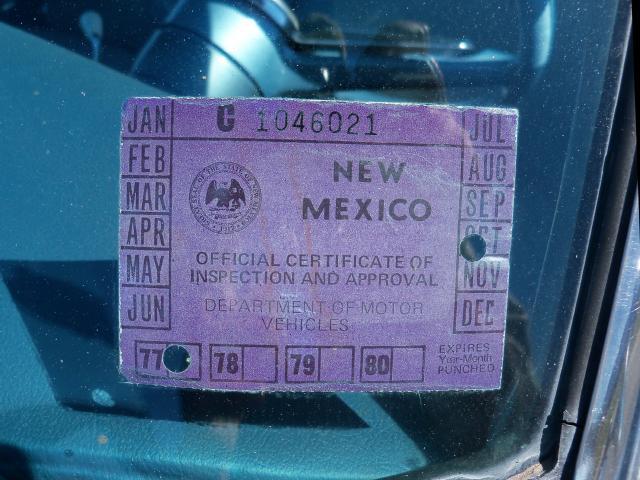 JAN C 1046021 JUL
FEB AUG
MAR SEP
APR OCT
MAY NOV
JUN DEC
NEW
MEXICO
OFFICIAL CERTIFICATE OF
INSPECTION AND APPROVAL
DEPARTMENT OF MOTOR
VEHICLES
77 78 79 80
EXPIRES
Year-Month
PUNCHED